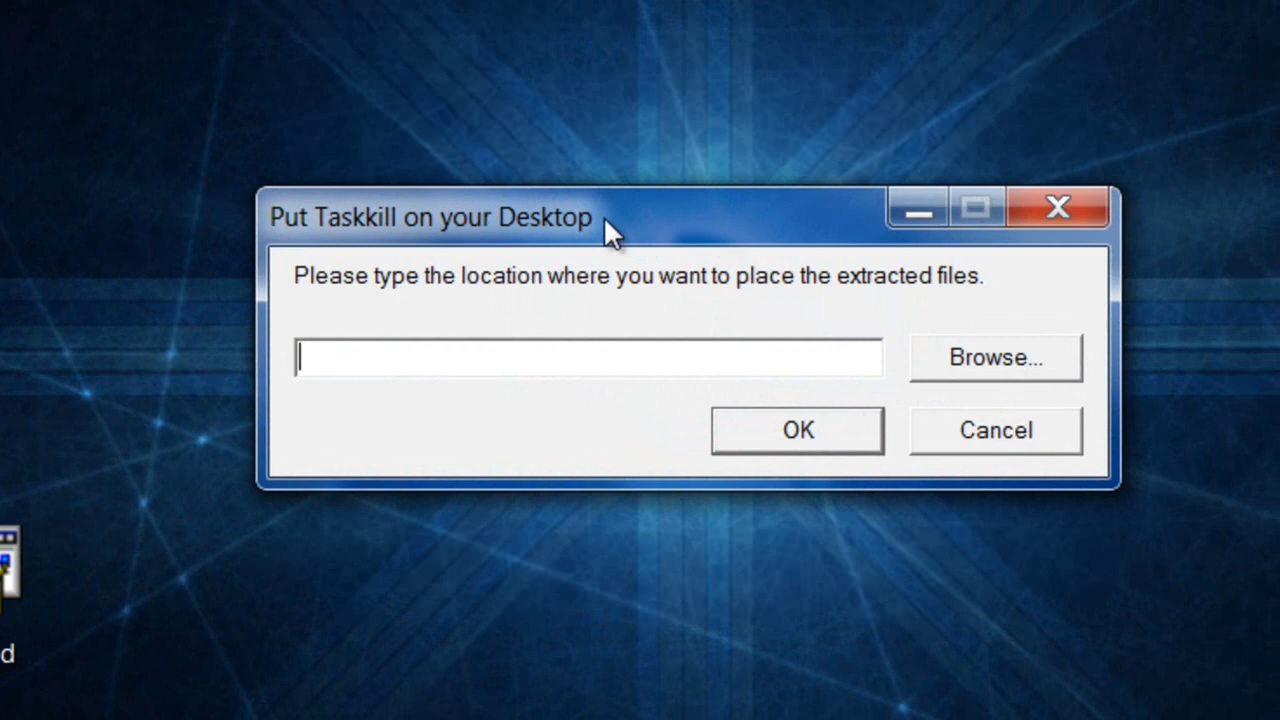 Put Taskkill on your Desktop
Please type the location where you want to place the extracted files.
Browse...
OK
Cancel
d